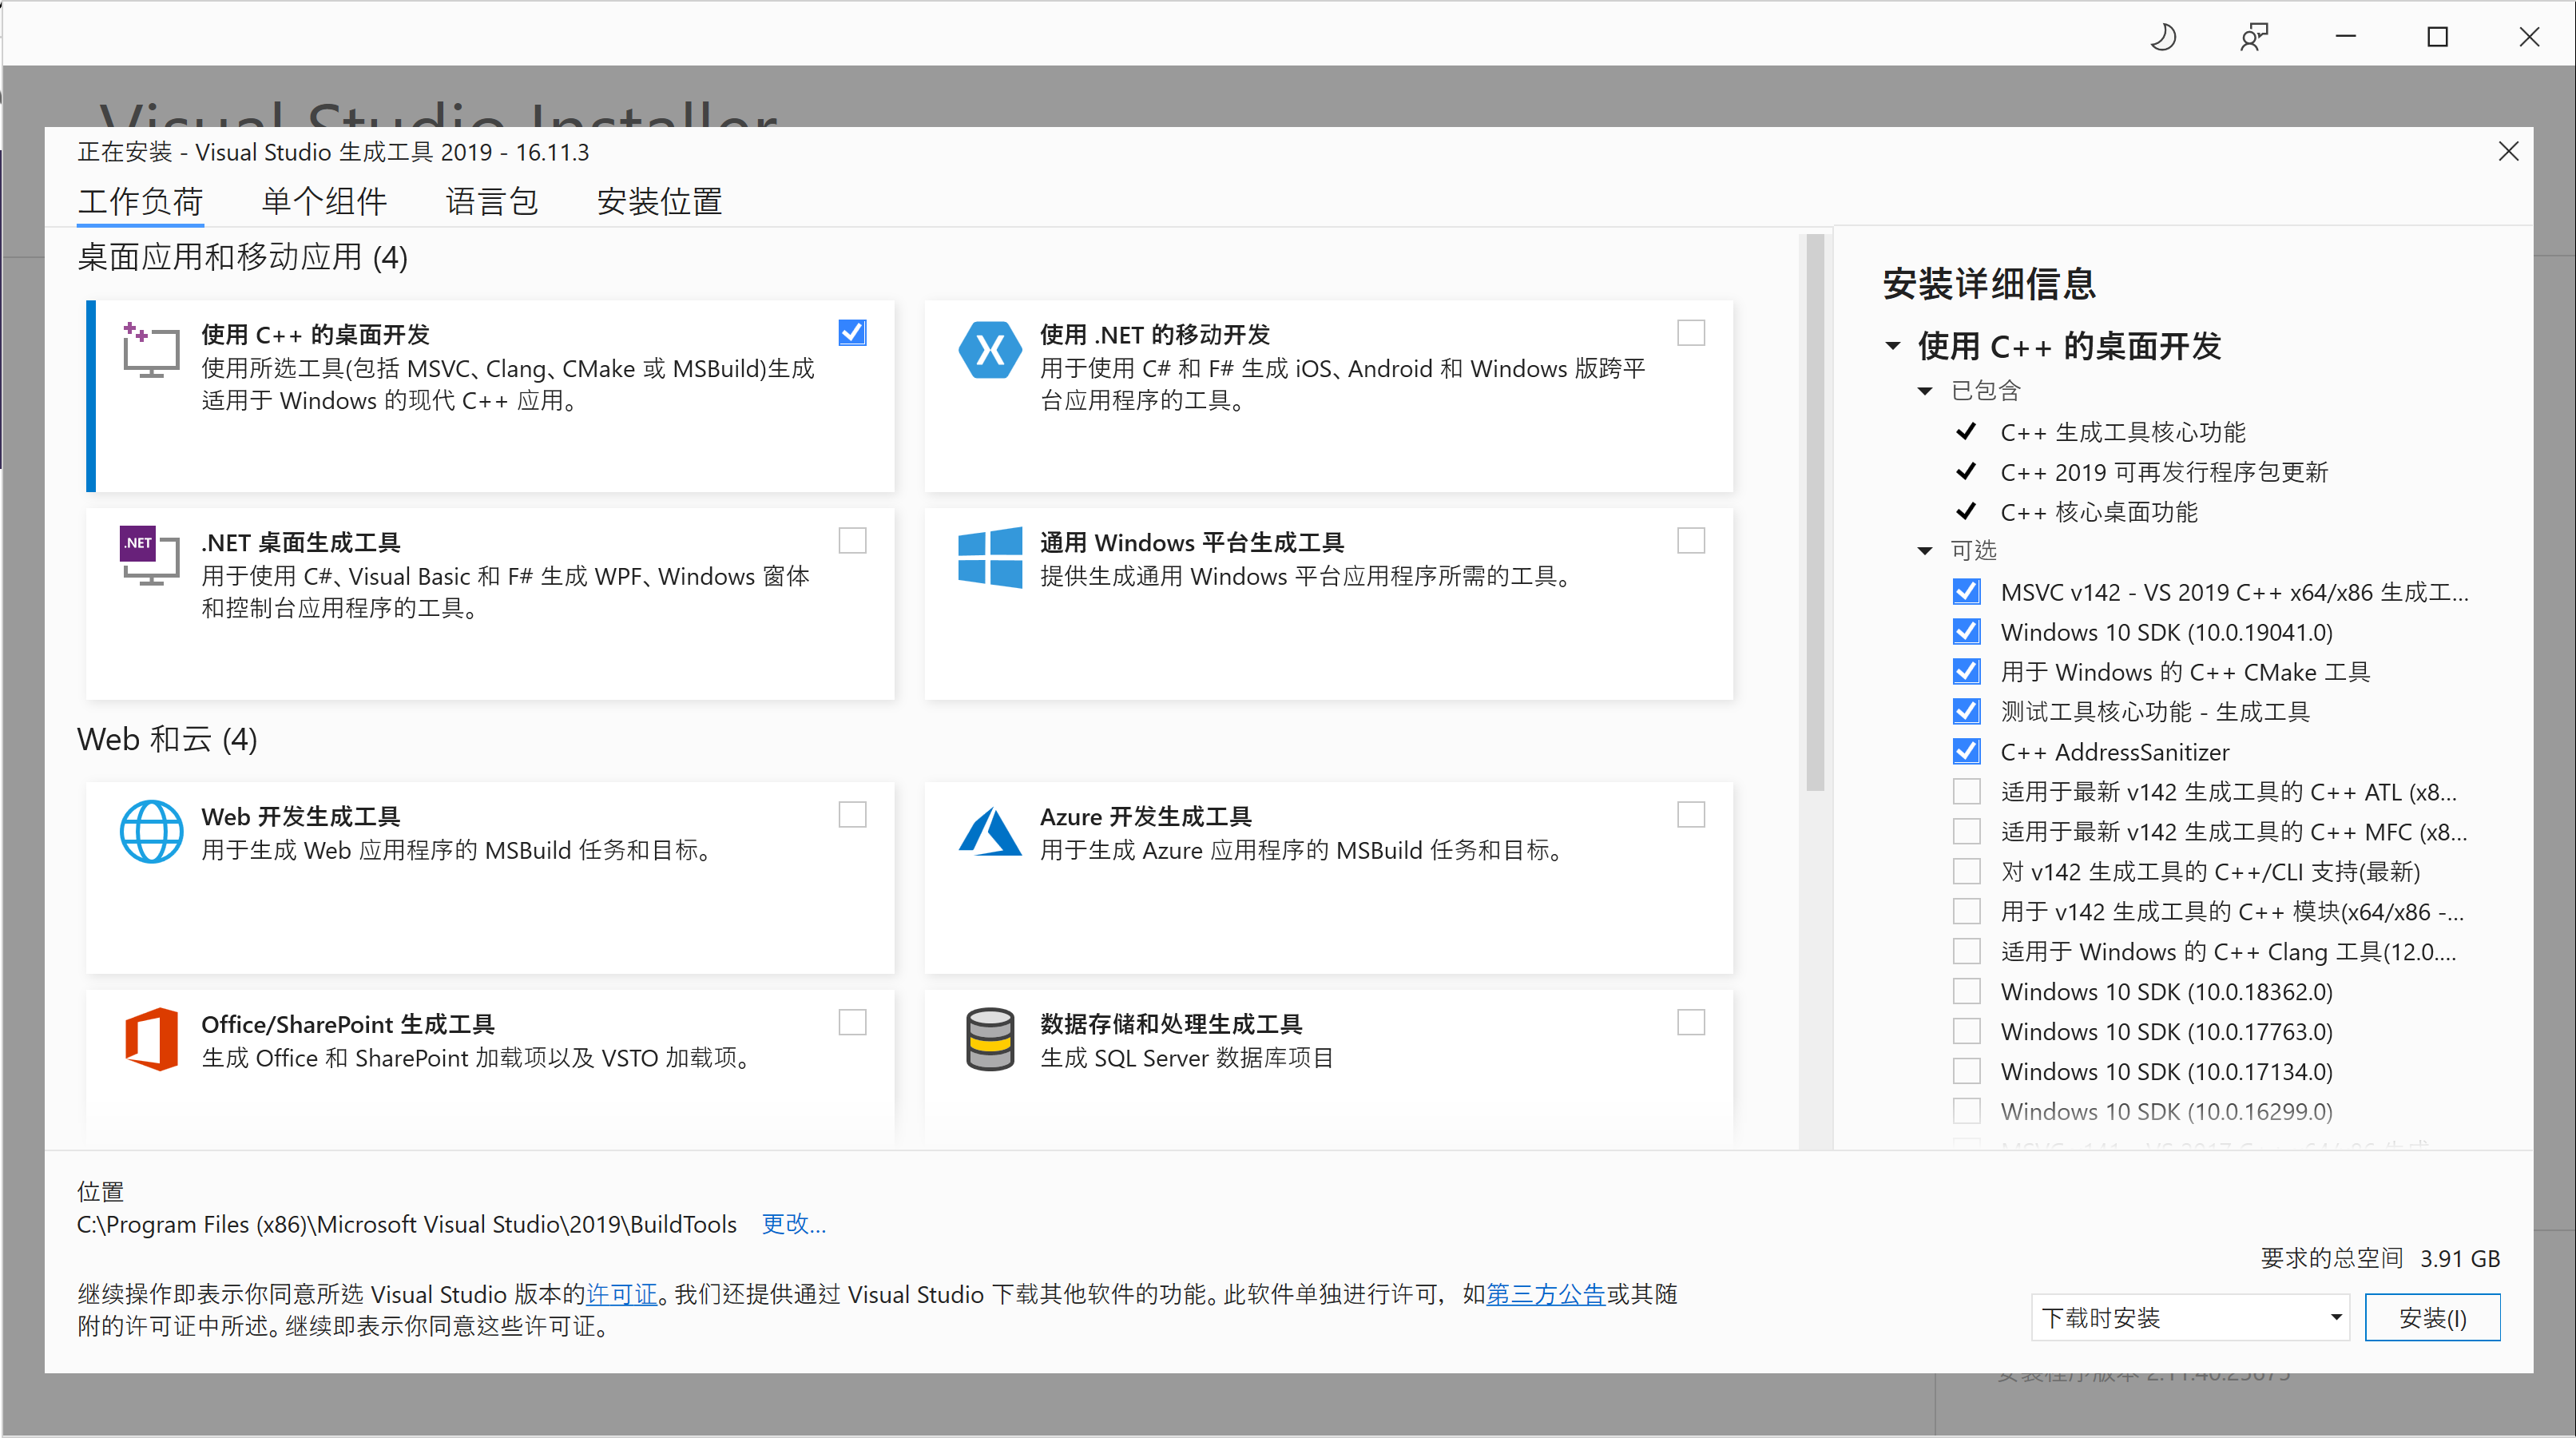 Visual Studio Installer
正在安装 - Visual Studio 生成工具 2019 - 16.11.3
工作负荷
单个组件
语言包
安装位置
桌面应用和移动应用 (4)
使用 C++ 的桌面开发
使用所选工具(包括 MSVC、Clang、CMake 或 MSBuild)生成
适用于 Windows 的现代 C++ 应用。
使用 .NET 的移动开发
用于使用 C# 和 F# 生成 iOS、Android 和 Windows 版跨平
台应用程序的工具。
.NET
.NET 桌面生成工具
用于使用 C#、Visual Basic 和 F# 生成 WPF、Windows 窗体
和控制台应用程序的工具。
通用 Windows 平台生成工具
提供生成通用 Windows 平台应用程序所需的工具。
Web 和云 (4)
Web 开发生成工具
用于生成 Web 应用程序的 MSBuild 任务和目标。
Azure 开发生成工具
用于生成 Azure 应用程序的 MSBuild 任务和目标。
Office/SharePoint 生成工具
生成 Office 和 SharePoint 加载项以及 VSTO 加载项。
数据存储和处理生成工具
生成 SQL Server 数据库项目
安装详细信息
使用 C++ 的桌面开发
已包含
C++ 生成工具核心功能
C++ 2019 可再发行程序包更新
C++ 核心桌面功能
可选
MSVC v142 - VS 2019 C++ x64/x86 生成工...
Windows 10 SDK (10.0.19041.0)
用于 Windows 的 C++ CMake 工具
测试工具核心功能 - 生成工具
C++ AddressSanitizer
适用于最新 v142 生成工具的 C++ ATL (x8...
适用于最新 v142 生成工具的 C++ MFC (x8...
对 v142 生成工具的 C++/CLI 支持(最新)
用于 v142 生成工具的 C++ 模块(x64/x86 -...
适用于 Windows 的 C++ Clang 工具(12.0....
Windows 10 SDK (10.0.18362.0)
Windows 10 SDK (10.0.17763.0)
Windows 10 SDK (10.0.17134.0)
Windows 10 SDK (10.0.16299.0)
位置
C:\Program Files (x86)\Microsoft Visual Studio\2019\BuildTools 更改...
继续操作即表示你同意所选 Visual Studio 版本的许可证。我们还提供通过 Visual Studio 下载其他软件的功能。此软件单独进行许可，如第三方公告或其随
附的许可证中所述。继续即表示你同意这些许可证。
要求的总空间 3.91 GB
下载时安装
安装(I)